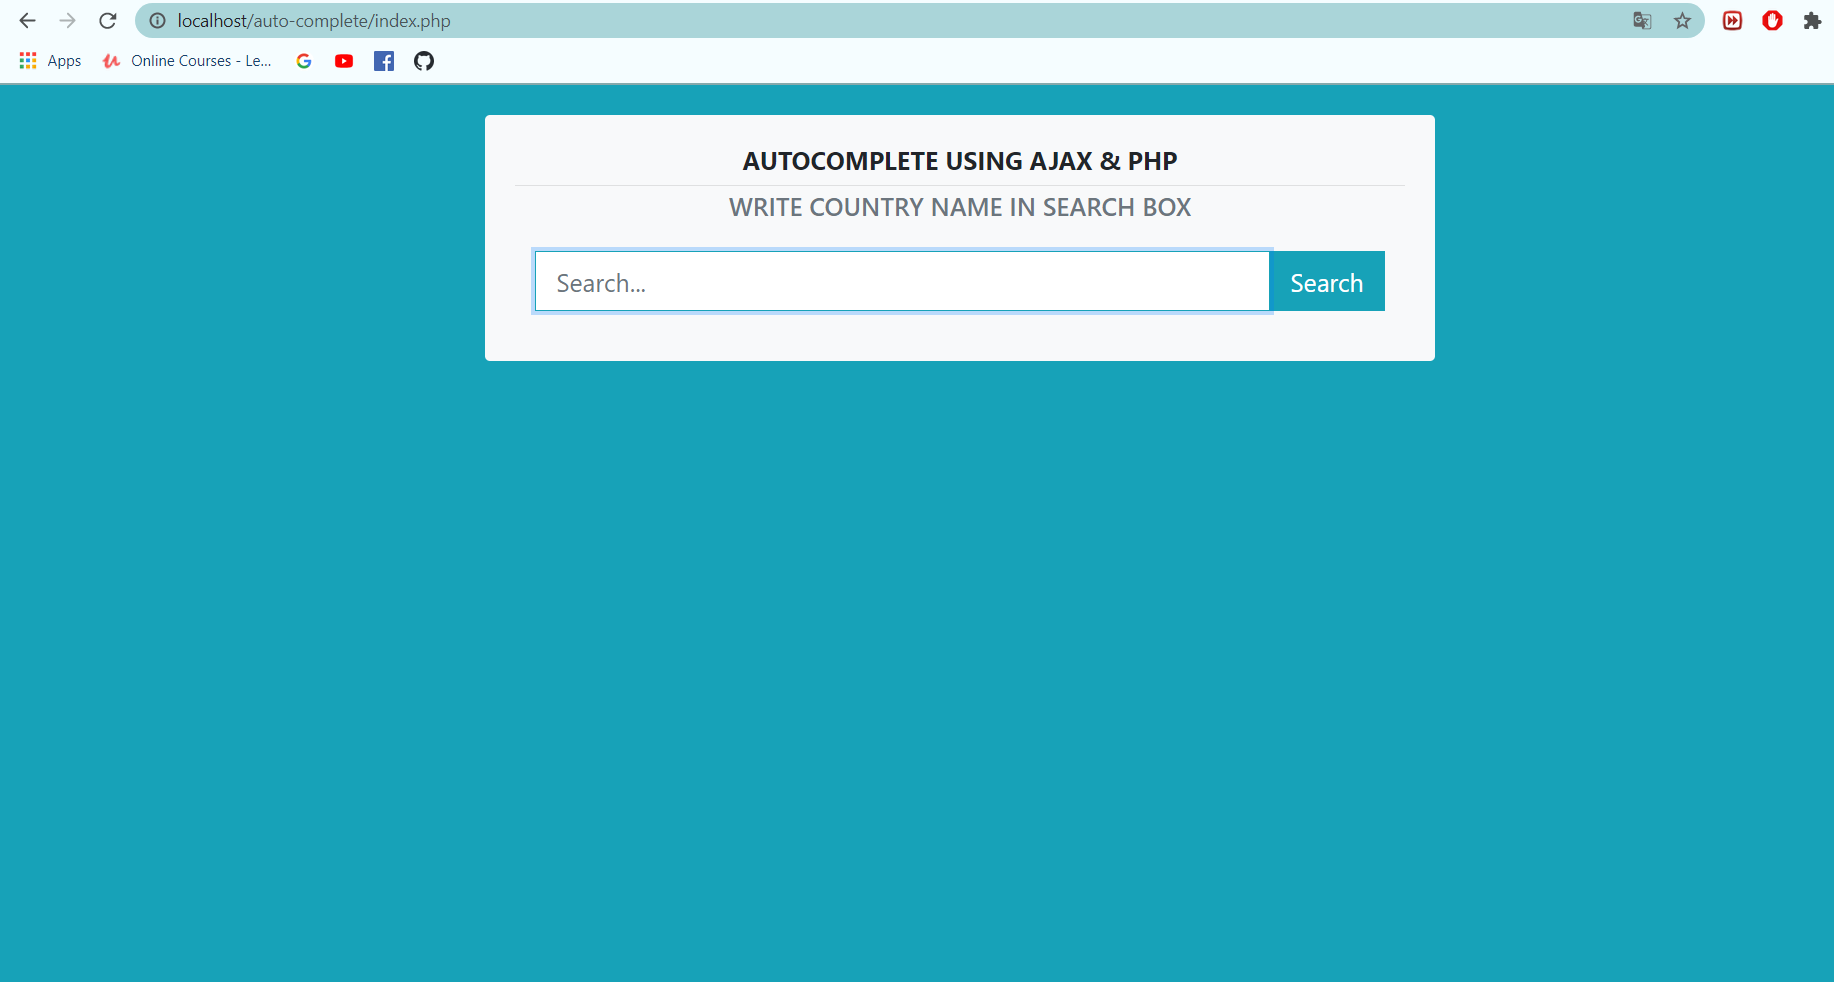 localhost/auto-complete/index.php
Apps
Online Courses - Le...
AUTOCOMPLETE USING AJAX & PHP
WRITE COUNTRY NAME IN SEARCH BOX
Search...
Search